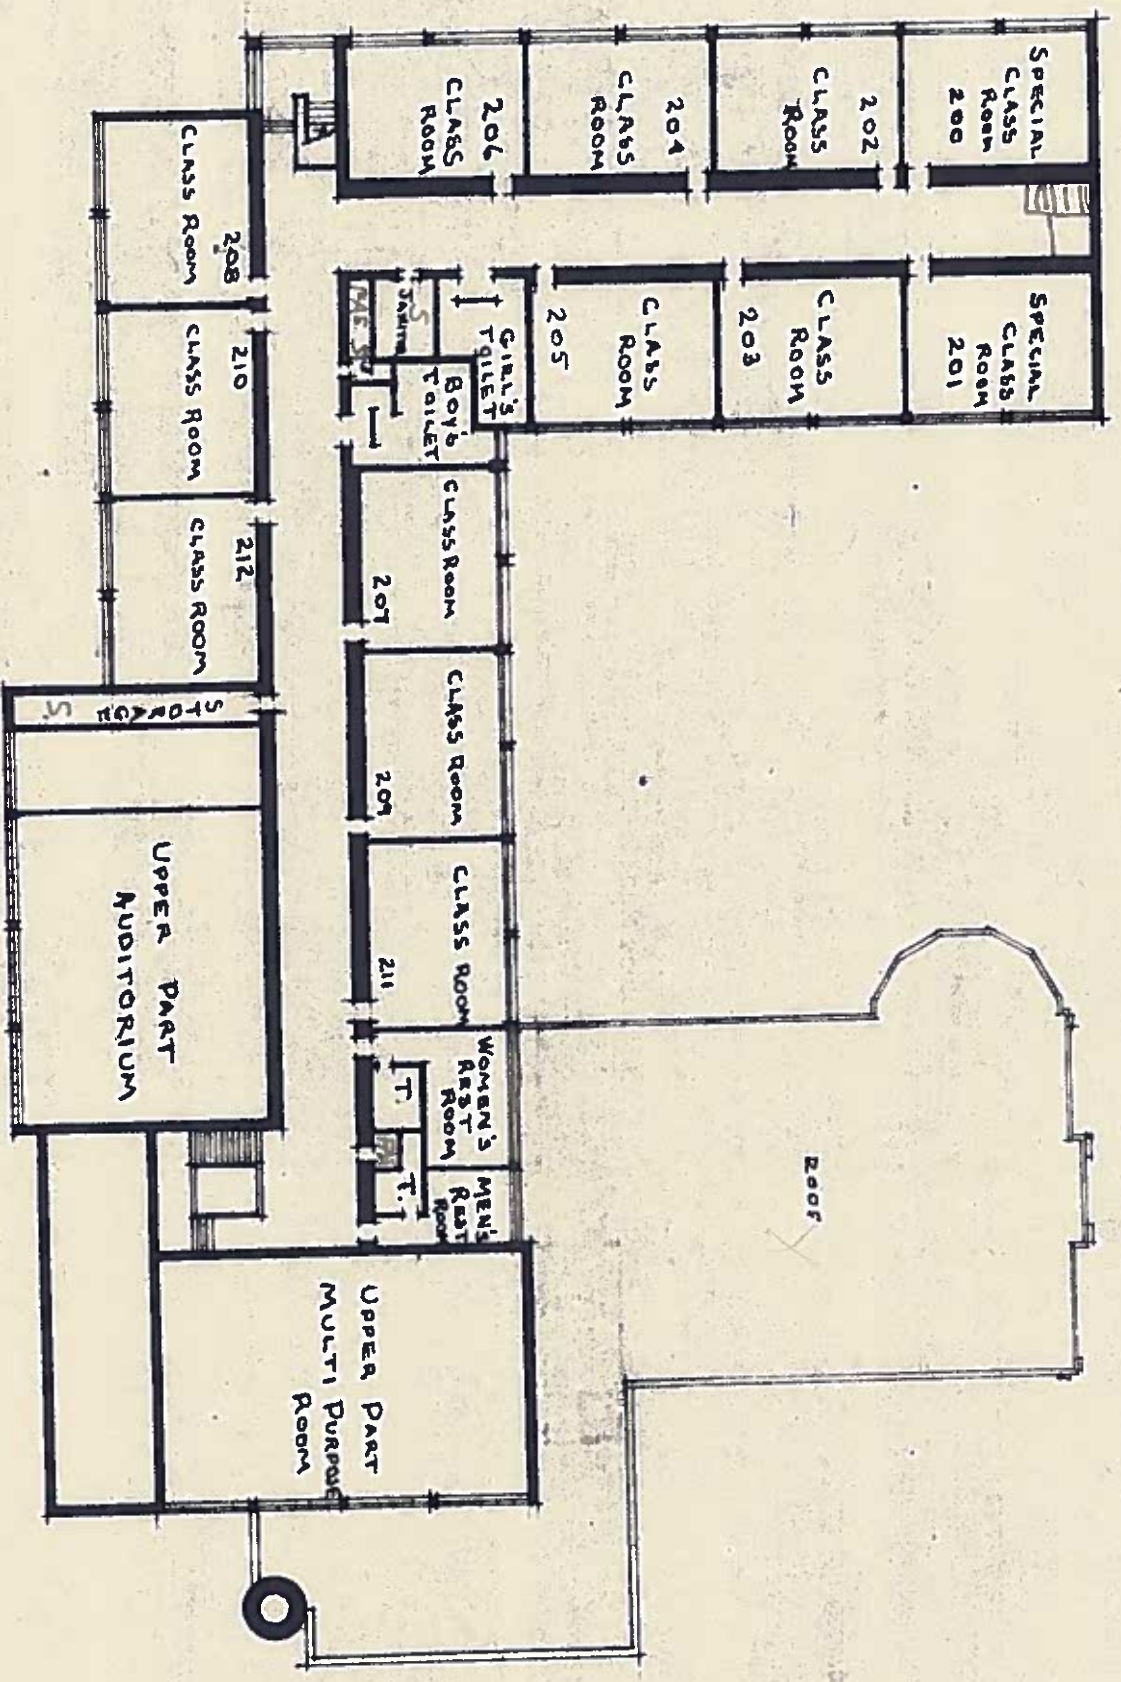 SPECIAL
CLASS
ROOM
200
202
CLASS
ROOM
204
CLASS
ROOM
206
CLASS
ROOM
SPECIAL
CLASS
ROOM
201
CLASS
ROOM
203
CLASS
ROOM
205
GIRL'S
TOILET
BOY'S
TOILET
S
CLASS ROOM
207
CLASS ROOM
209
CLASS ROOM
211
WOMEN'S
REST
ROOM
T.
MEN'S
REST
ROOM
T.
208
CLASS ROOM
210
CLASS ROOM
212
CLASS ROOM
STORAGE
S.
UPPER PART
AUDITORIUM
UPPER PART
MULTI PURPOSE
ROOM
ROOF